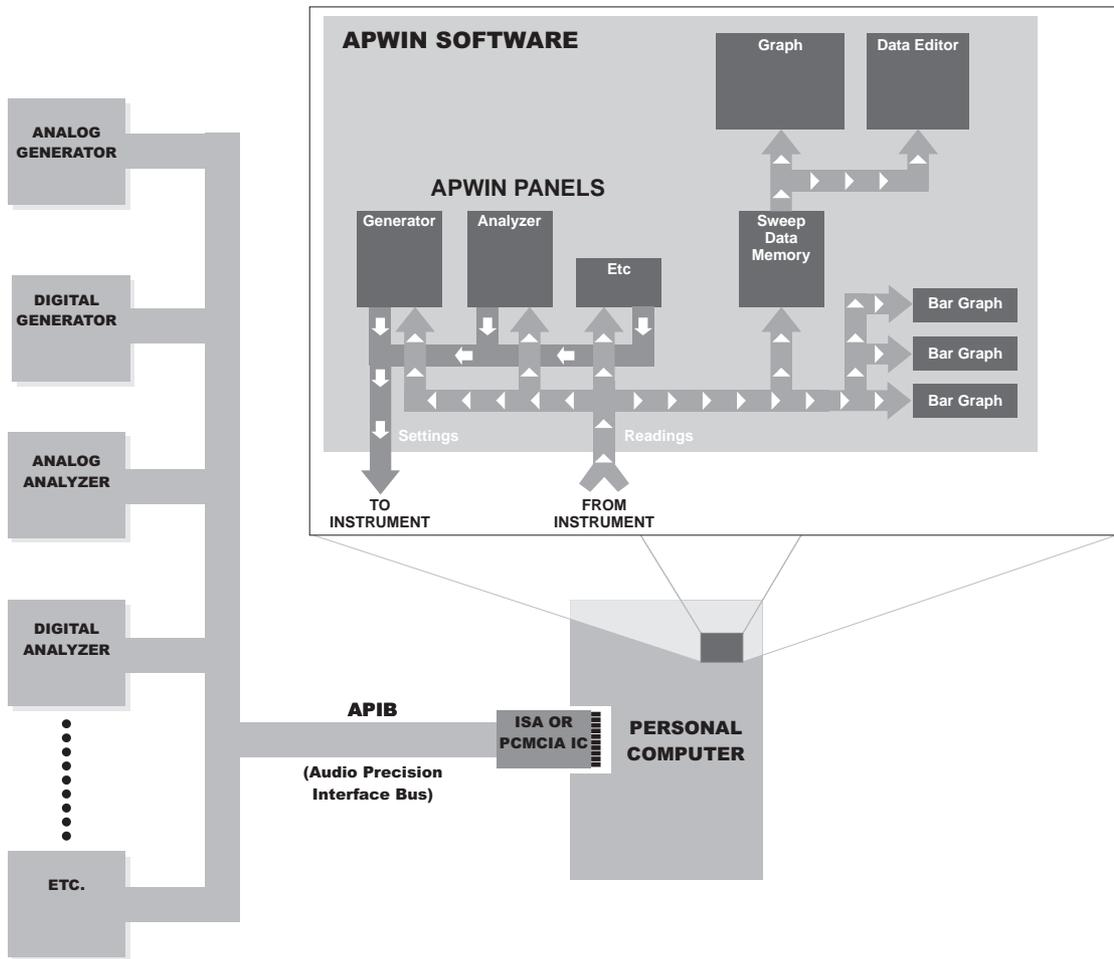 APWIN SOFTWARE
Graph
Data Editor
APWIN PANELS
Generator
Analyzer
Etc
Sweep
Data
Memory
Bar Graph
Bar Graph
Bar Graph
Settings
Readings
TO
INSTRUMENT
FROM
INSTRUMENT
ANALOG
GENERATOR
DIGITAL
GENERATOR
ANALOG
ANALYZER
DIGITAL
ANALYZER
ETC.
APIB
(Audio Precision
Interface Bus)
ISA OR
PCMCIA IC
PERSONAL
COMPUTER